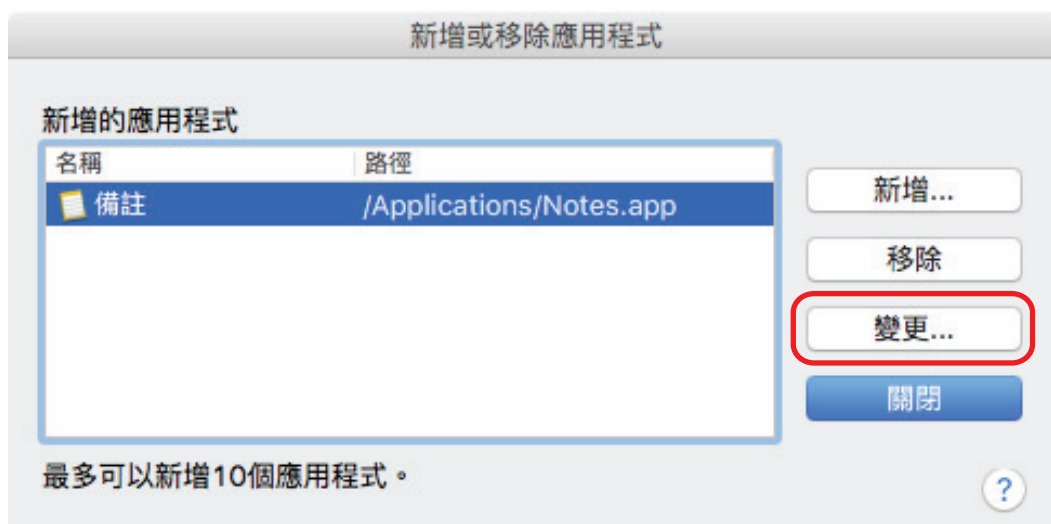 新增或移除應用程式
新增的應用程式
名稱 路徑
備註 /Applications/Notes.app
新增...
移除
變更...
關閉
最多可以新增10個應用程式。
?